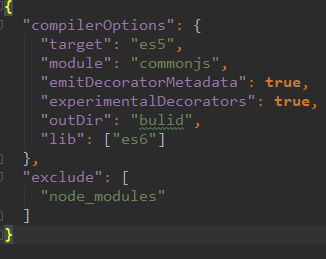 {
"compilerOptions": {
"target": "es5",
"module": "commonjs",
"emitDecoratorMetadata": true,
"experimentalDecorators": true,
"outDir": "bulid",
"lib": ["es6"]
},
"exclude": [
"node_modules"
]
}